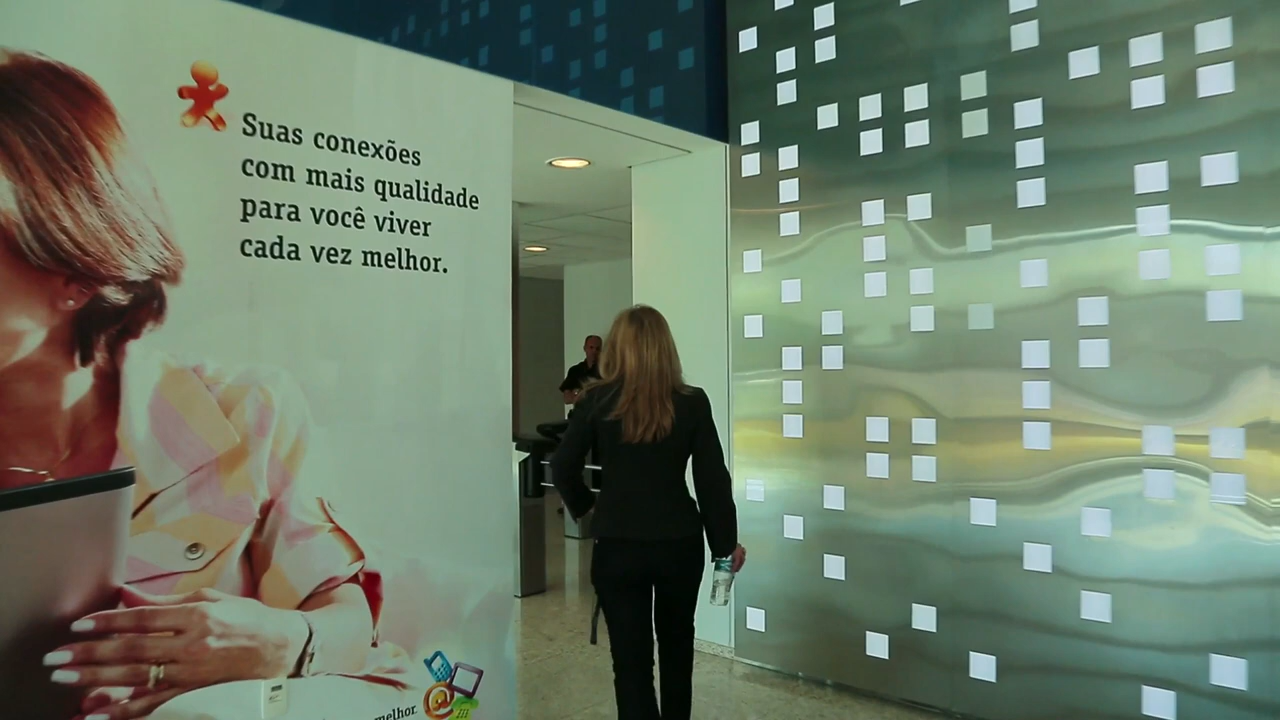 Suas conexões
com mais qualidade
para você viver
cada vez melhor.
melhor.